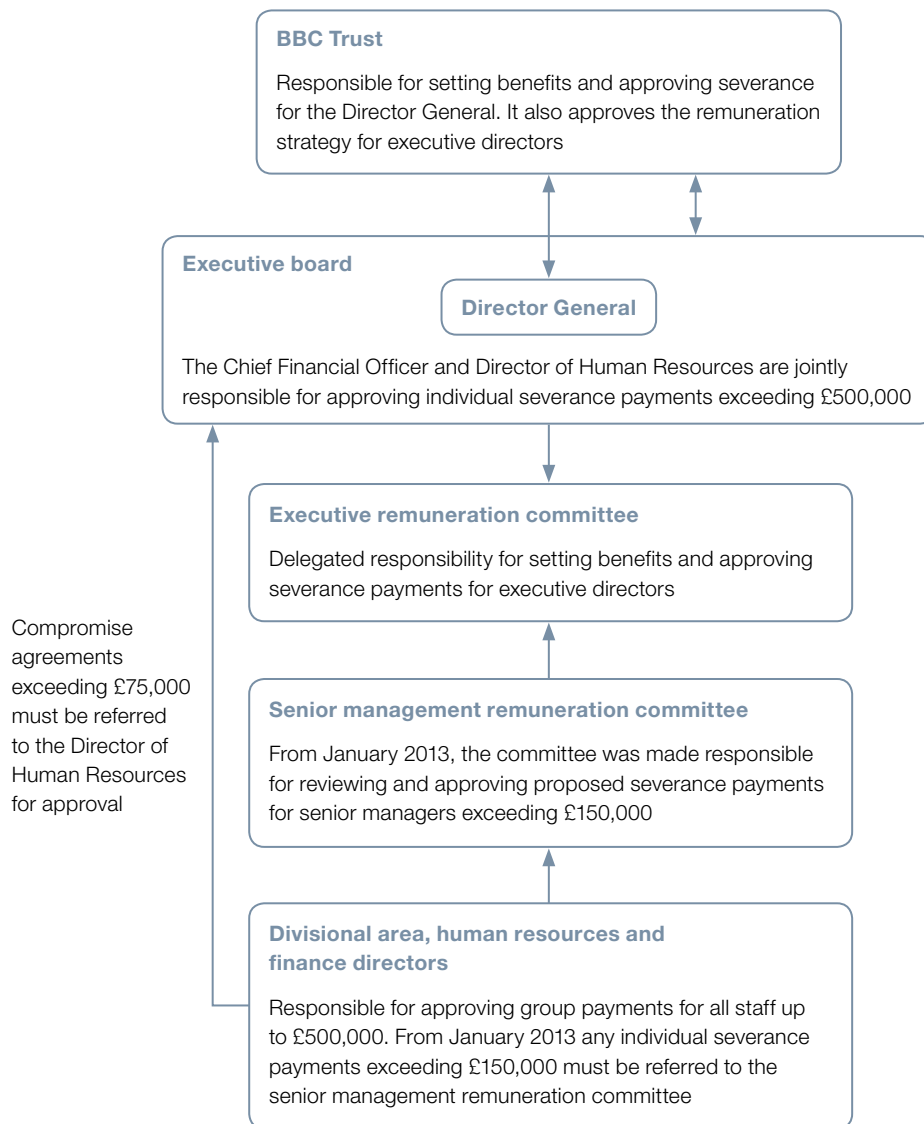 BBC Trust
Responsible for setting benefits and approving severance
for the Director General. It also approves the remuneration
strategy for executive directors
Executive board
Director General
The Chief Financial Officer and Director of Human Resources are jointly
responsible for approving individual severance payments exceeding £500,000
Executive remuneration committee
Delegated responsibility for setting benefits and approving
severance payments for executive directors
Compromise
agreements
exceeding £75,000
must be referred
to the Director of
Human Resources
for approval
Senior management remuneration committee
From January 2013, the committee was made responsible
for reviewing and approving proposed severance payments
for senior managers exceeding £150,000
Divisional area, human resources and
finance directors
Responsible for approving group payments for all staff up
to £500,000. From January 2013 any individual severance
payments exceeding £150,000 must be referred to the
senior management remuneration committee